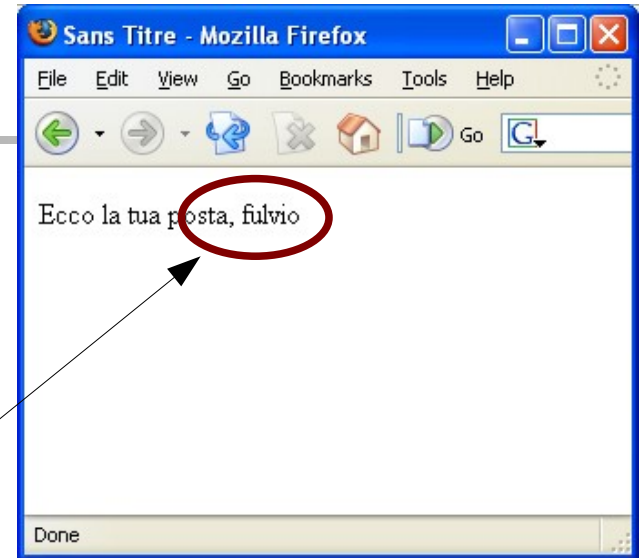 Sans Titre - Mozilla Firefox
File Edit View Go Bookmarks Tools Help
Go G
Ecco la tua posta, fulvio
Done